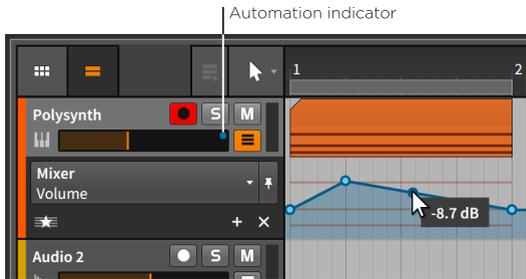 Automation indicator
1
2
Polysynth
S M
Mixer
Volume
-8.7 dB
Audio 2
S M